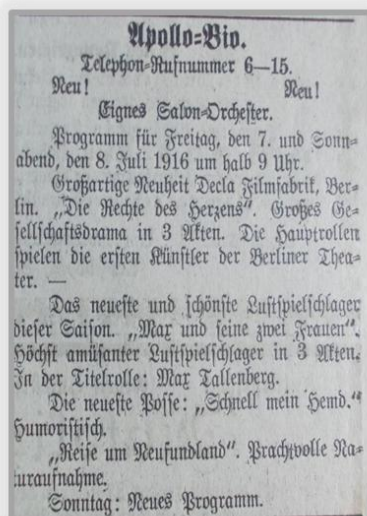 Apollo-Bio.
Telephon-Rufnummer 6—15.
Neu! Neu!
Eignes Salon-Orchester.
Programm für Freitag, den 7. und Sonn-
abend, den 8. Juli 1916 um halb 9 Uhr.
Großartige Neuheit Decla Filmfabrik, Ber-
lin. „Die Rechte des Herzens“. Großes Ge-
sellschaftsdrama in 3 Akten. Die Hauptrollen
spielen die ersten Künstler der Berliner Thea-
ter. —
Das neueste und schönste Lustspielschlager
dieser Saison. „Max und seine zwei Frauen“.
Höchst amüsanter Lustspielschlager in 3 Akten.
In der Titelrolle: Max Tallenberg.
Die neueste Posse: „Schnell mein Hemd.“
Humoristisch.
„Reise um Neufundland“. Prachtvolle Na-
turaufnahme.
Sonntag: Neues Programm.